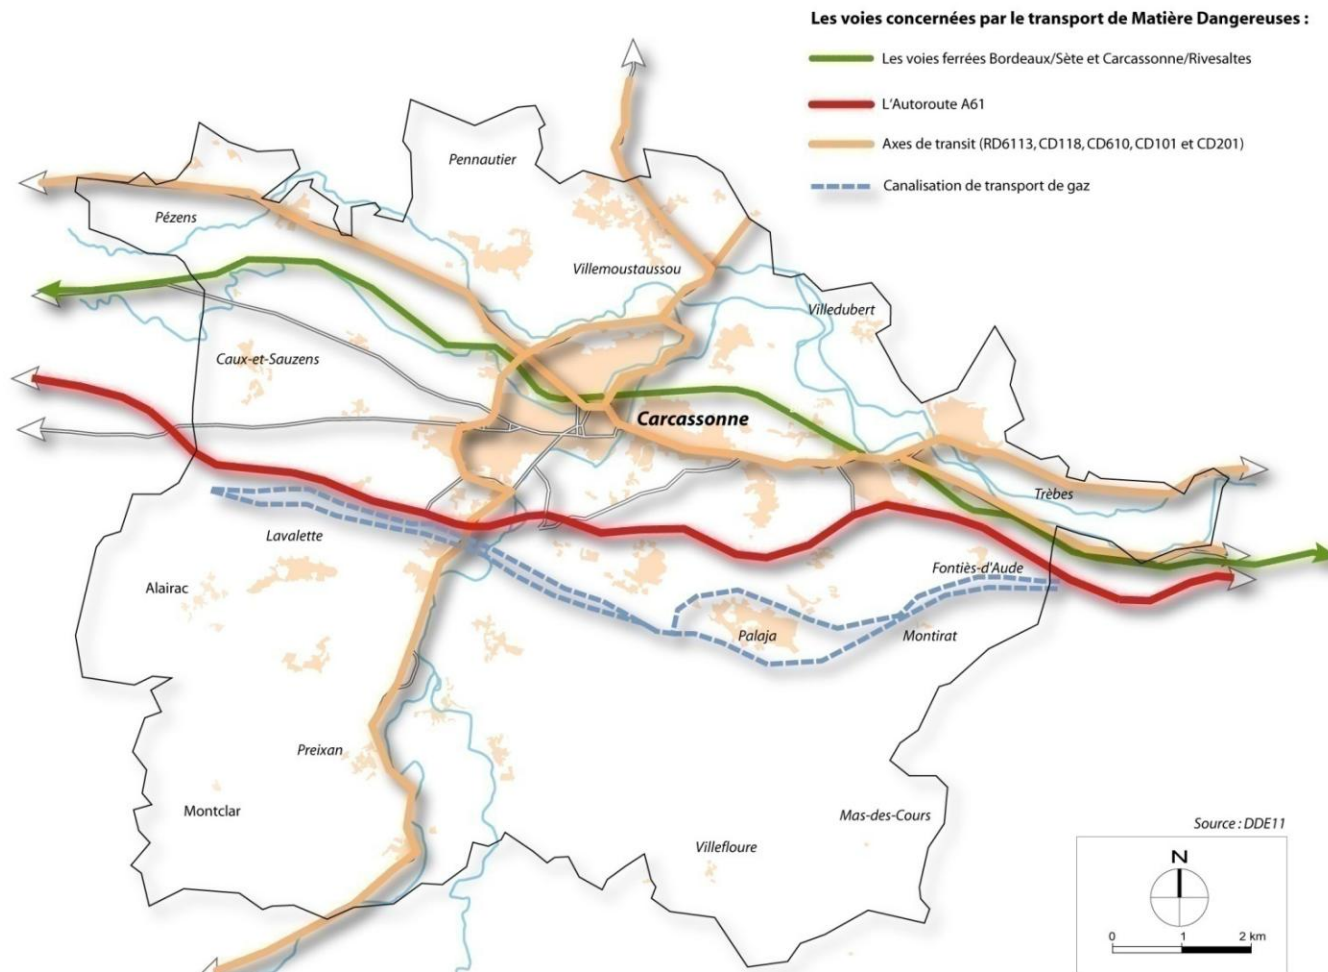 Les voies concernées par le transport de Matière Dangereuses :
Les voies ferrées Bordeaux/Sète et Carcassonne/Rivesaltes
L'Autoroute A61
Axes de transit (RD6113, CD118, CD610, CD101 et CD201)
Canalisation de transport de gaz
Pennautier
Pézens
Villemoustaussou
Villedubert
Caux-et-Sauzens
Carcassonne
Trèbes
Lavalette
Fontiès-d'Aude
Alairac
Palaja
Montirat
Preixan
Montclar
Mas-des-Cours
Villefloure
Source : DDE11
N
0 1 2 km